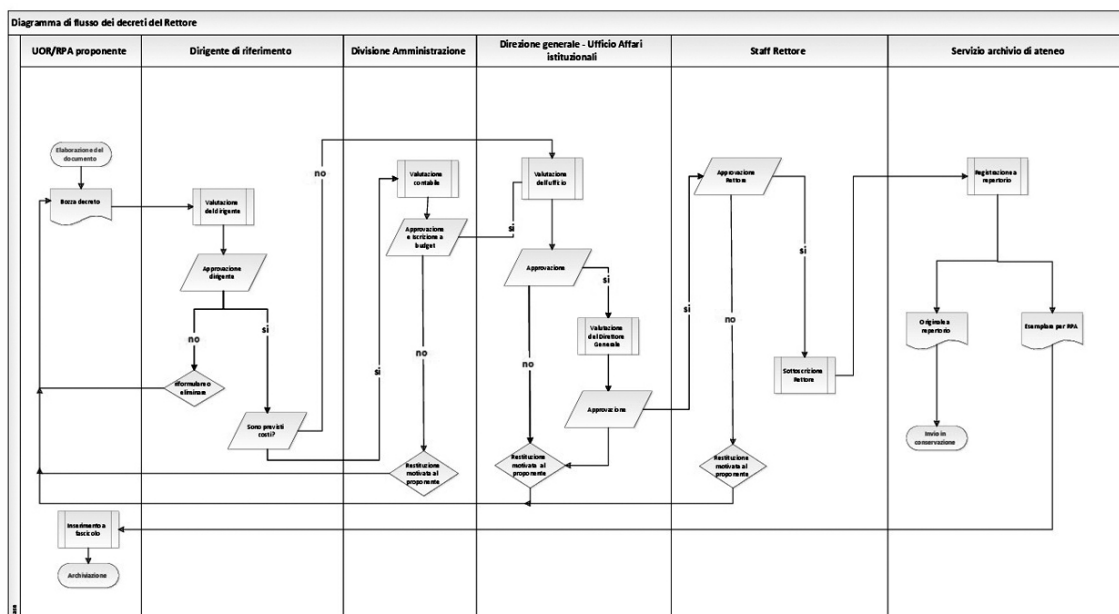 Diagramma di flusso dei decreti del Rettore
UOR/RPA proponente
Dirigente di riferimento
Divisione Amministrazione
Direzione generale - Ufficio Affari
istituzionali
Staff Rettore
Servizio archivio di ateneo
Elaborazione del
documento
Bozza decreto
Valutazione
del dirigente
Approvazione
dirigente
no
si
riformulare o
eliminare
Sono previsti
costi?
no
si
Valutazione
contabile
Approvazione
e iscrizione a
budget
si
no
Restituzione
motivata al
proponente
Valutazione
dell'ufficio
Approvazione
si
no
Valutazione
del Direttore
Generale
Approvazione
si
Restituzione
motivata al
proponente
Approvazione
Rettore
si
no
Sottoscrizione
Rettore
Restituzione
motivata al
proponente
Registrazione a
repertorio
Originale a
repertorio
Esemplare per RPA
Invio in
conservazione
Inserimento a
fascicolo
Archiviazione